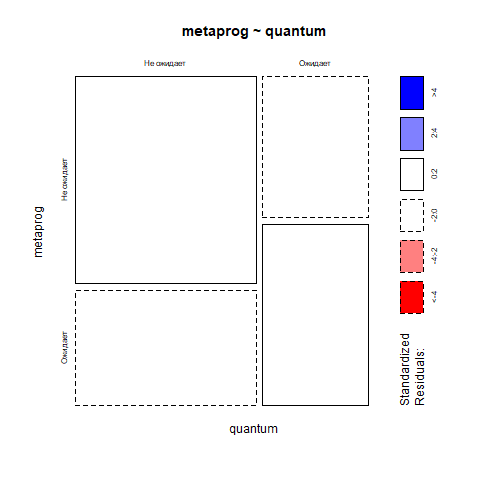 metaprog ~ quantum
Не ожидает
Ожидает
Не ожидает
Ожидает
metaprog
quantum
Standardized
Residuals:
<-4
-4:-2
-2:0
0:2
2:4
>4